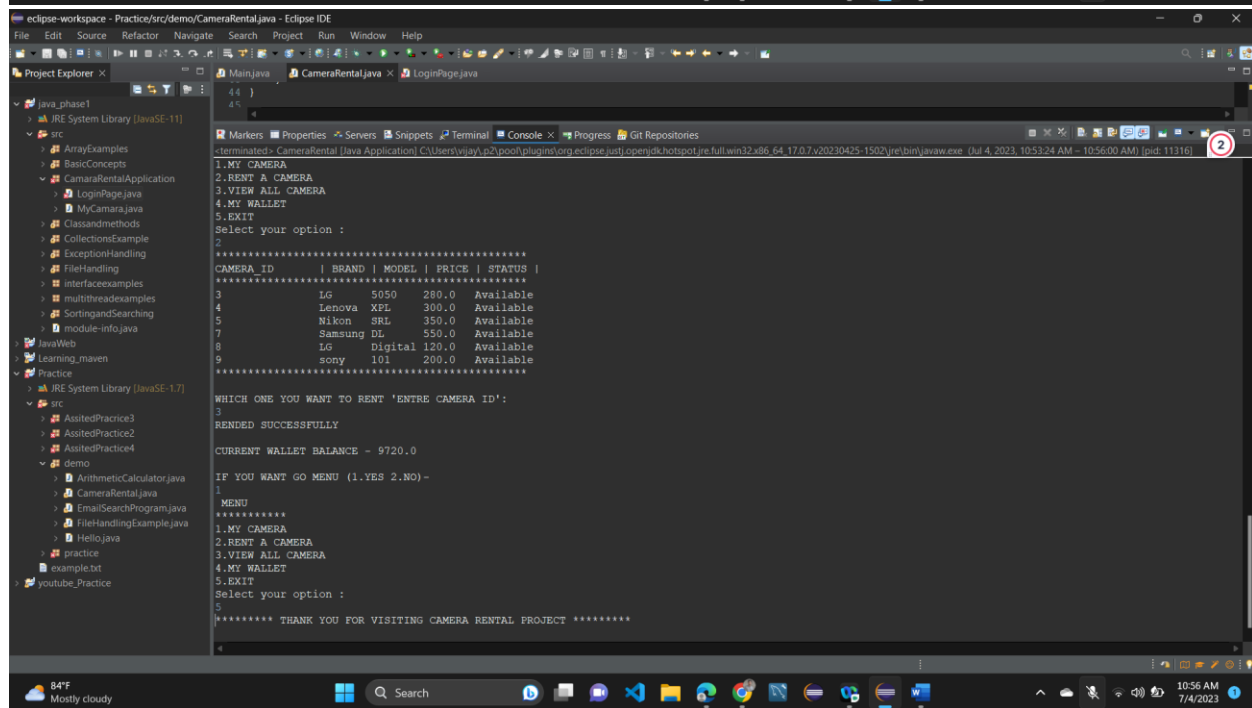 eclipse-workspace - Practice/src/demo/CameraRental.java - Eclipse IDE
File Edit Source Refactor Navigate Search Project Run Window Help
Project Explorer
Main.java CameraRental.java LoginPage.java
44 }
45
java_phase1
JRE System Library [JavaSE-11]
src
ArrayExamples
BasicConcepts
CamaraRentalApplication
LoginPage.java
MyCamara.java
Classandmethods
CollectionsExample
ExceptionHandling
FileHandling
interfaceexamples
multithreadexamples
SortingandSearching
module-info.java
JavaWeb
Learning_maven
Practice
JRE System Library [JavaSE-1.7]
src
AssitedPracrice3
AssitedPractice2
AssitedPractice4
demo
ArithmeticCalculator.java
CameraRental.java
EmailSearchProgram.java
FileHandlingExample.java
Hello.java
practice
example.txt
youtube_Practice
Markers Properties Servers Snippets Terminal Console Progress Git Repositories
<terminated> CameraRental [Java Application] C:\Users\vijay\.p2\pool\plugins\org.eclipse.justj.openjdk.hotspot.jre.full.win32.x86_64_17.0.7.v20230425-1502\jre\bin\javaw.exe (Jul 4, 2023, 10:53:24 AM – 10:56:00 AM) [pid: 11316]
2
1.MY CAMERA
2.RENT A CAMERA
3.VIEW ALL CAMERA
4.MY WALLET
5.EXIT
Select your option :
2
************************************************
CAMERA_ID | BRAND | MODEL | PRICE | STATUS |
************************************************
3 LG 5050 280.0 Available
4 Lenova XPL 300.0 Available
5 Nikon SRL 350.0 Available
7 Samsung DL 550.0 Available
8 LG Digital 120.0 Available
9 sony 101 200.0 Available
************************************************
WHICH ONE YOU WANT TO RENT 'ENTRE CAMERA ID':
3
RENDED SUCCESSFULLY
CURRENT WALLET BALANCE - 9720.0
IF YOU WANT GO MENU (1.YES 2.NO)-
1
MENU
***********
1.MY CAMERA
2.RENT A CAMERA
3.VIEW ALL CAMERA
4.MY WALLET
5.EXIT
Select your option :
5
********* THANK YOU FOR VISITING CAMERA RENTAL PROJECT *********
84°F
Mostly cloudy
Search
10:56 AM
7/4/2023
1